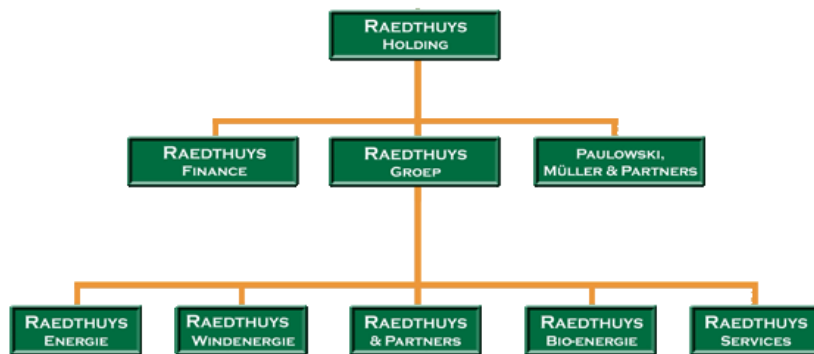 RAEDTHUYS
HOLDING
RAEDTHUYS
FINANCE
RAEDTHUYS
GROEP
PAULOWSKI,
MÜLLER & PARTNERS
RAEDTHUYS
ENERGIE
RAEDTHUYS
WINDENERGIE
RAEDTHUYS
& PARTNERS
RAEDTHUYS
BIO-ENERGIE
RAEDTHUYS
SERVICES